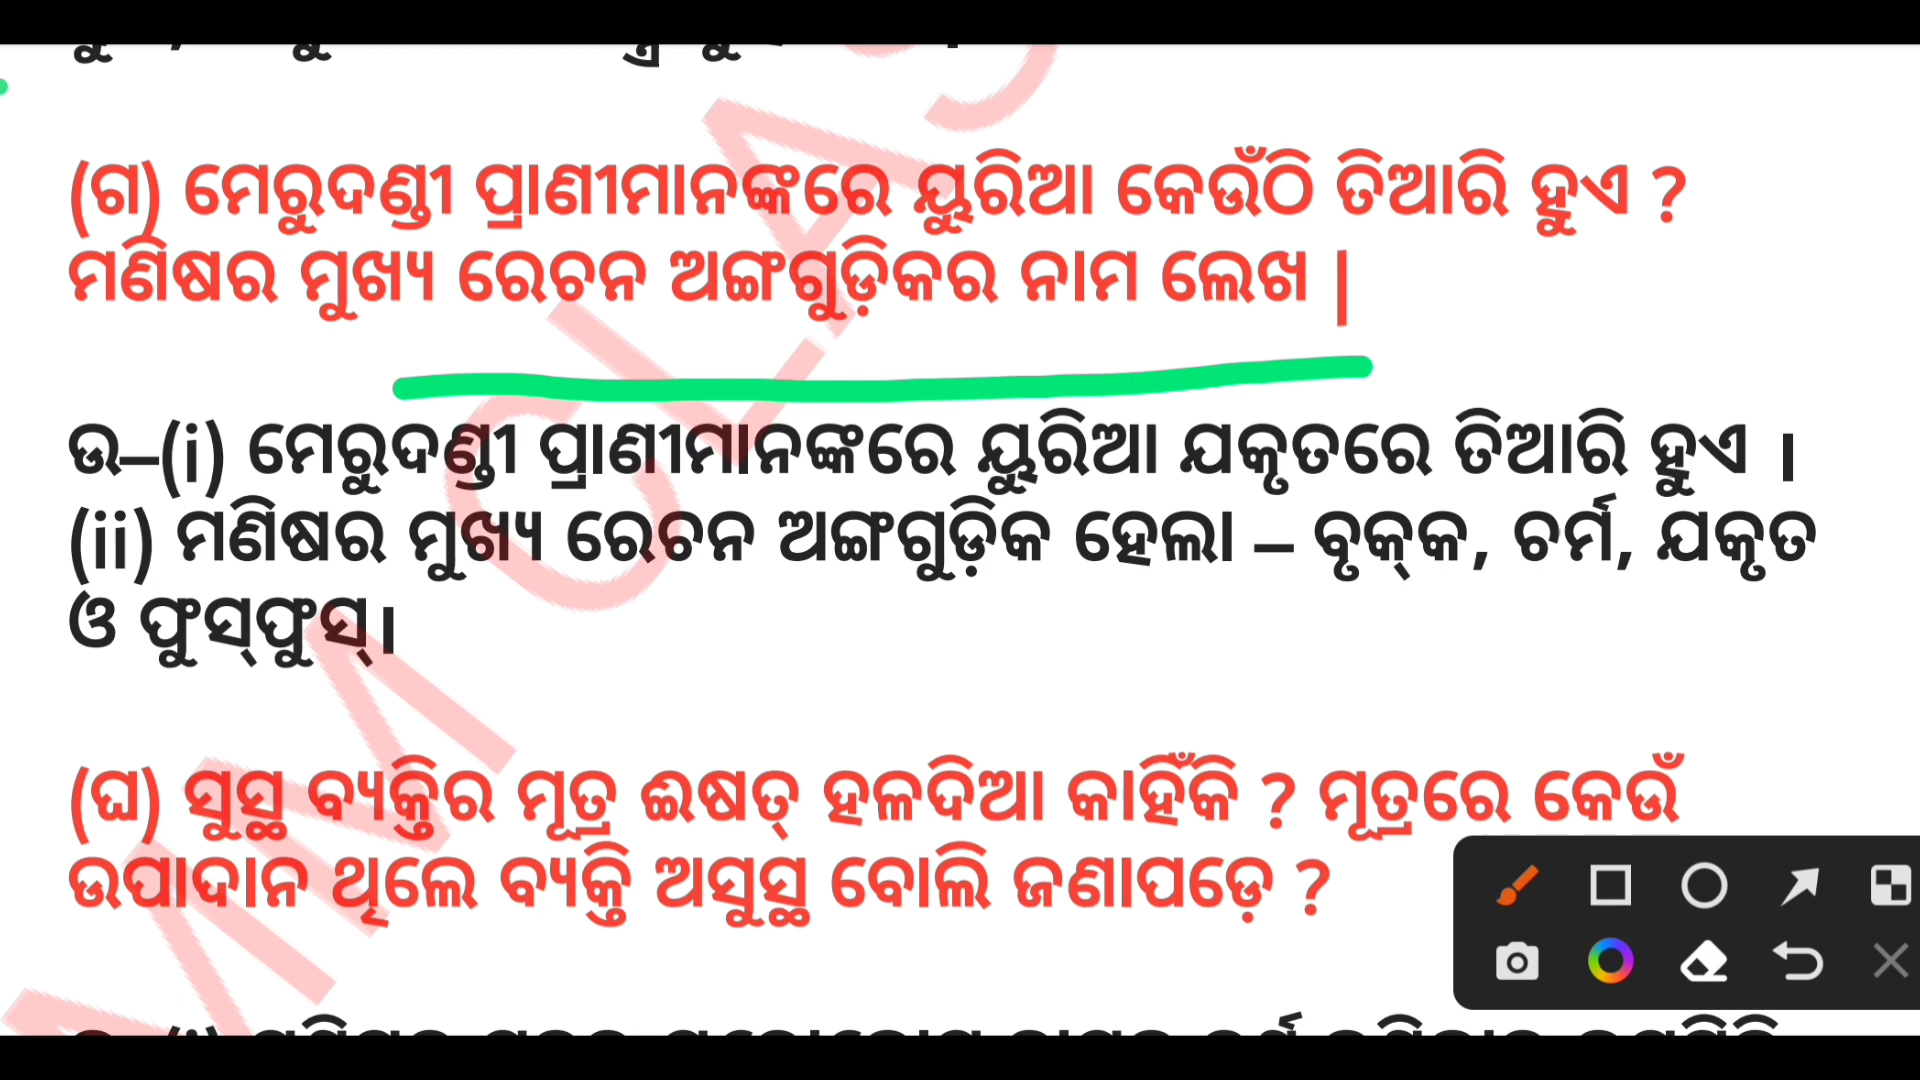 (ଗ) ମେରୁଦଣ୍ଡୀ ପ୍ରାଣୀମାନଙ୍କରେ ୟୁରିଆ କେଉଁଠି ତିଆରି ହୁଏ ?
ମଣିଷର ମୁଖ୍ୟ ରେଚନ ଅଙ୍ଗଗୁଡ଼ିକର ନାମ ଲେଖ |
ଉ–(i) ମେରୁଦଣ୍ଡୀ ପ୍ରାଣୀମାନଙ୍କରେ ୟୁରିଆ ଯକୃତରେ ତିଆରି ହୁଏ ।
(ii) ମଣିଷର ମୁଖ୍ୟ ରେଚନ ଅଙ୍ଗଗୁଡ଼ିକ ହେଲା – ବୃକ୍‌କ, ଚର୍ମ, ଯକୃତ
ଓ ଫୁସ୍‌ଫୁସ୍।
(ଘ) ସୁସ୍ଥ ବ୍ୟକ୍ତିର ମୂତ୍ର ଈଷତ୍ ହଳଦିଆ କାହିଁକି ? ମୂତ୍ରରେ କେଉଁ
ଉପାଦାନ ଥିଲେ ବ୍ୟକ୍ତି ଅସୁସ୍ଥ ବୋଲି ଜଣାପଡ଼େ ?